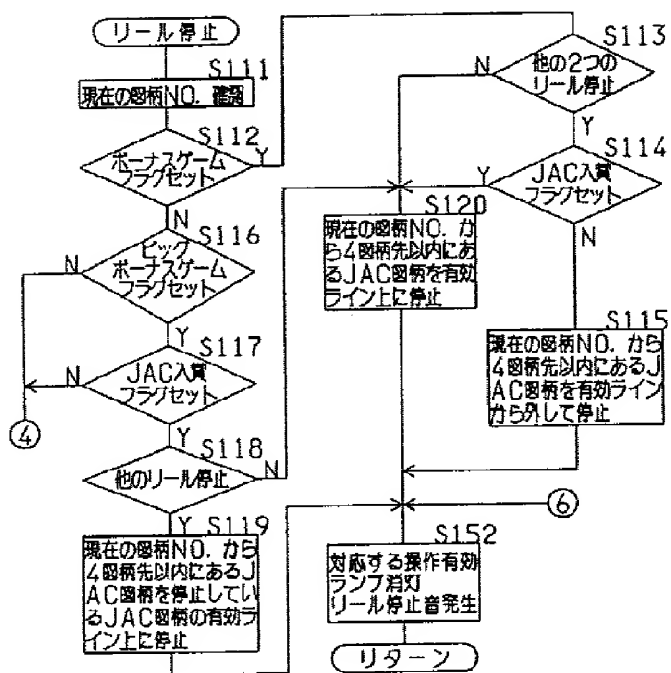 リール停止
S111
現在の図柄NO. 確認
S112
ボーナスゲーム
フラグセット
Y
N
S116
ビッグ
ボーナスゲーム
フラグセット
N
Y
S117
JAC入賞
フラグセット
N
Y
④
S118
他のリール停止
N
Y
S119
現在の図柄NO. から
4図柄先以内にあるJ
AC図柄を停止してい
るJAC図柄の有効ラ
イン上に停止
S113
他の2つの
リール停止
N
Y
S114
JAC入賞
フラグセット
Y
N
S120
現在の図柄NO. か
ら4図柄先以内にあ
るJAC図柄を有効
ライン上に停止
S115
現在の図柄NO. から
4図柄先以内にあるJ
AC図柄を有効ライン
から外して停止
⑥
S152
対応する操作有効
ランプ消灯
リール停止音発生
リターン